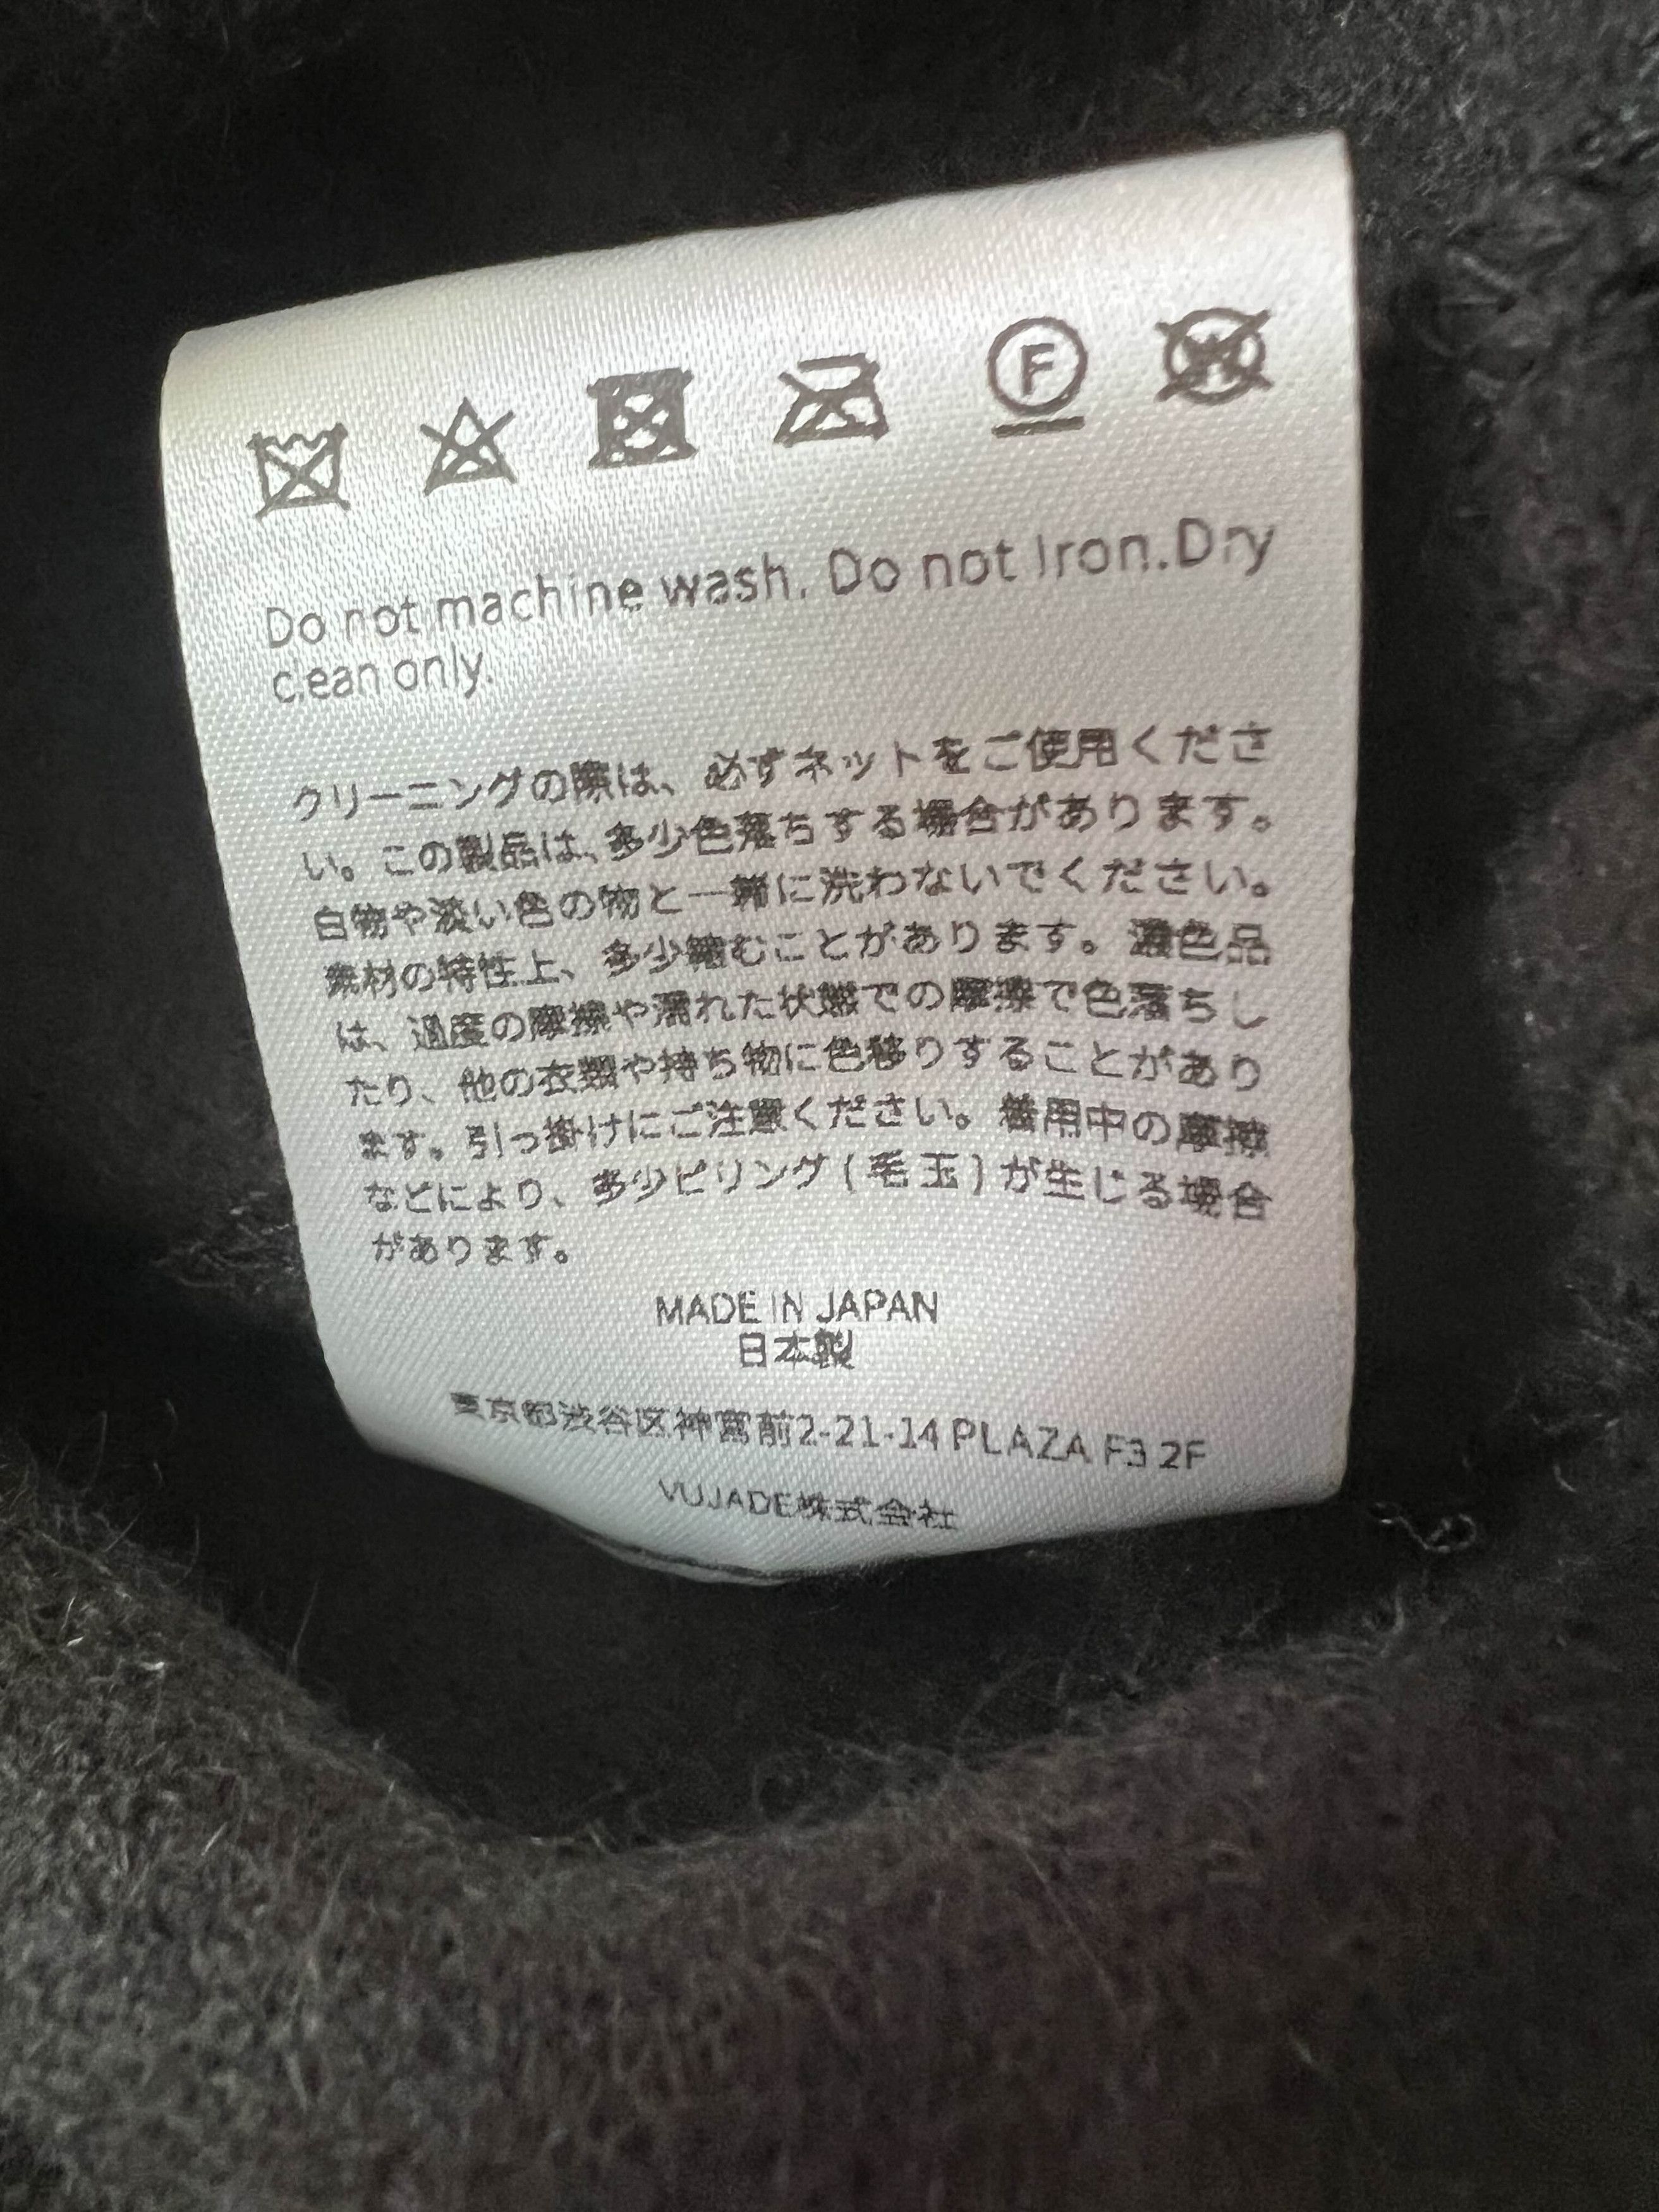 F
W
Do not machine wash. Do not Iron.Dry
clean only.
クリーニングの際は、必ずネットをご使用くださ
い。この製品は、多少色落ちする場合があります。
白物や淡い色の物と一緒に洗わないでください。
素材の特性上、多少縮むことがあります。濃色品
は、過度の摩擦や濡れた状態での摩擦で色落ちし
たり、他の衣類や持ち物に色移りすることがあり
ます。引っ掛けにご注意ください。着用中の摩擦
などにより、多少ピリング(毛玉)が生じる場合
があります。
MADE IN JAPAN
日本製
東京都渋谷区神宮前2-21-14 PLAZA F3 2F
VUJADE株式会社